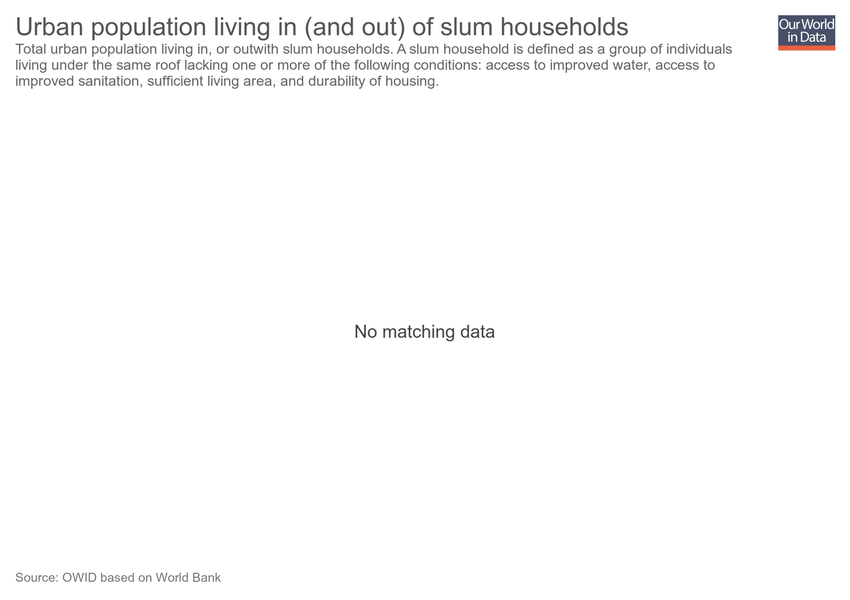 Urban population living in (and out) of slum households
Our World
in Data
Total urban population living in, or outwith slum households. A slum household is defined as a group of individuals
living under the same roof lacking one or more of the following conditions: access to improved water, access to
improved sanitation, sufficient living area, and durability of housing.
No matching data
Source: OWID based on World Bank